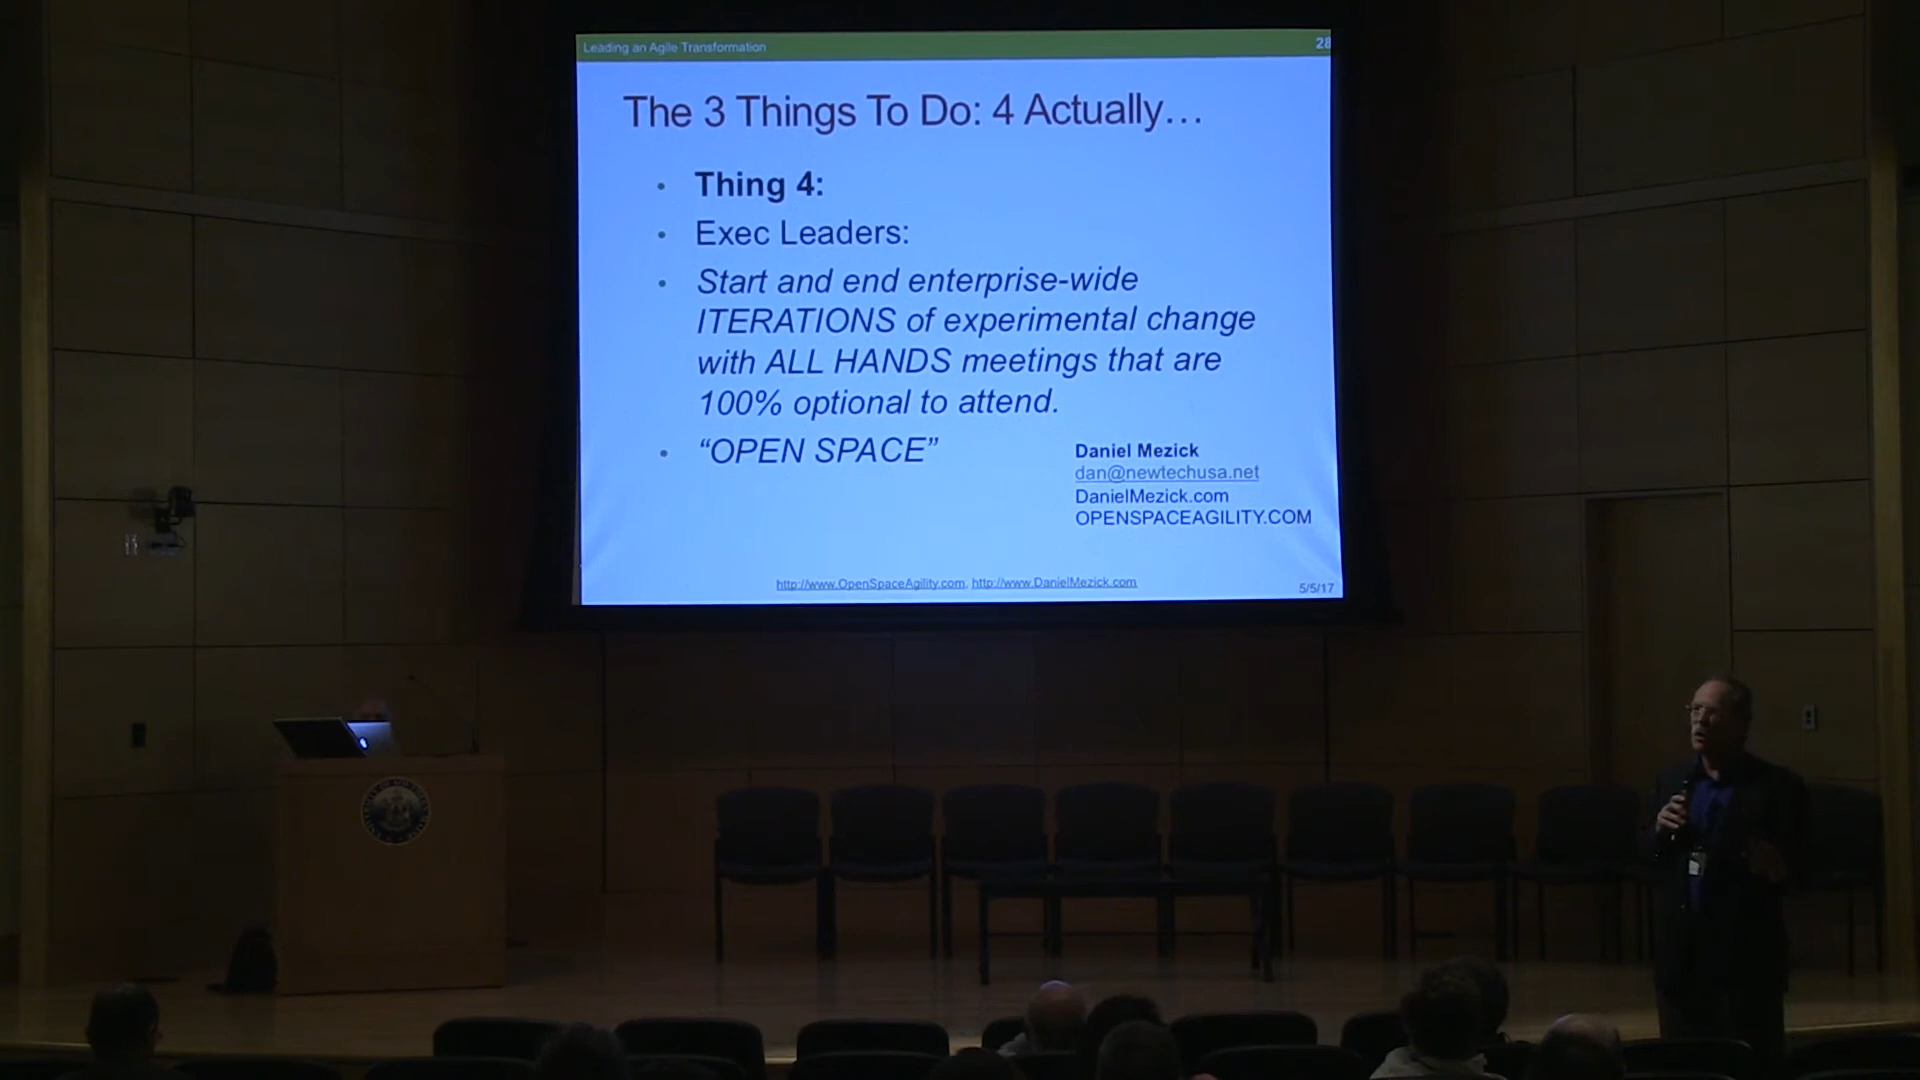 Leading an Agile Transformation
28
The 3 Things To Do: 4 Actually…
• Thing 4:
• Exec Leaders:
• Start and end enterprise-wide
ITERATIONS of experimental change
with ALL HANDS meetings that are
100% optional to attend.
• “OPEN SPACE”
Daniel Mezick
dan@newtechusa.net
DanielMezick.com
OPENSPACEAGILITY.COM
http://www.OpenSpaceAgility.com, http://www.DanielMezick.com
5/5/17